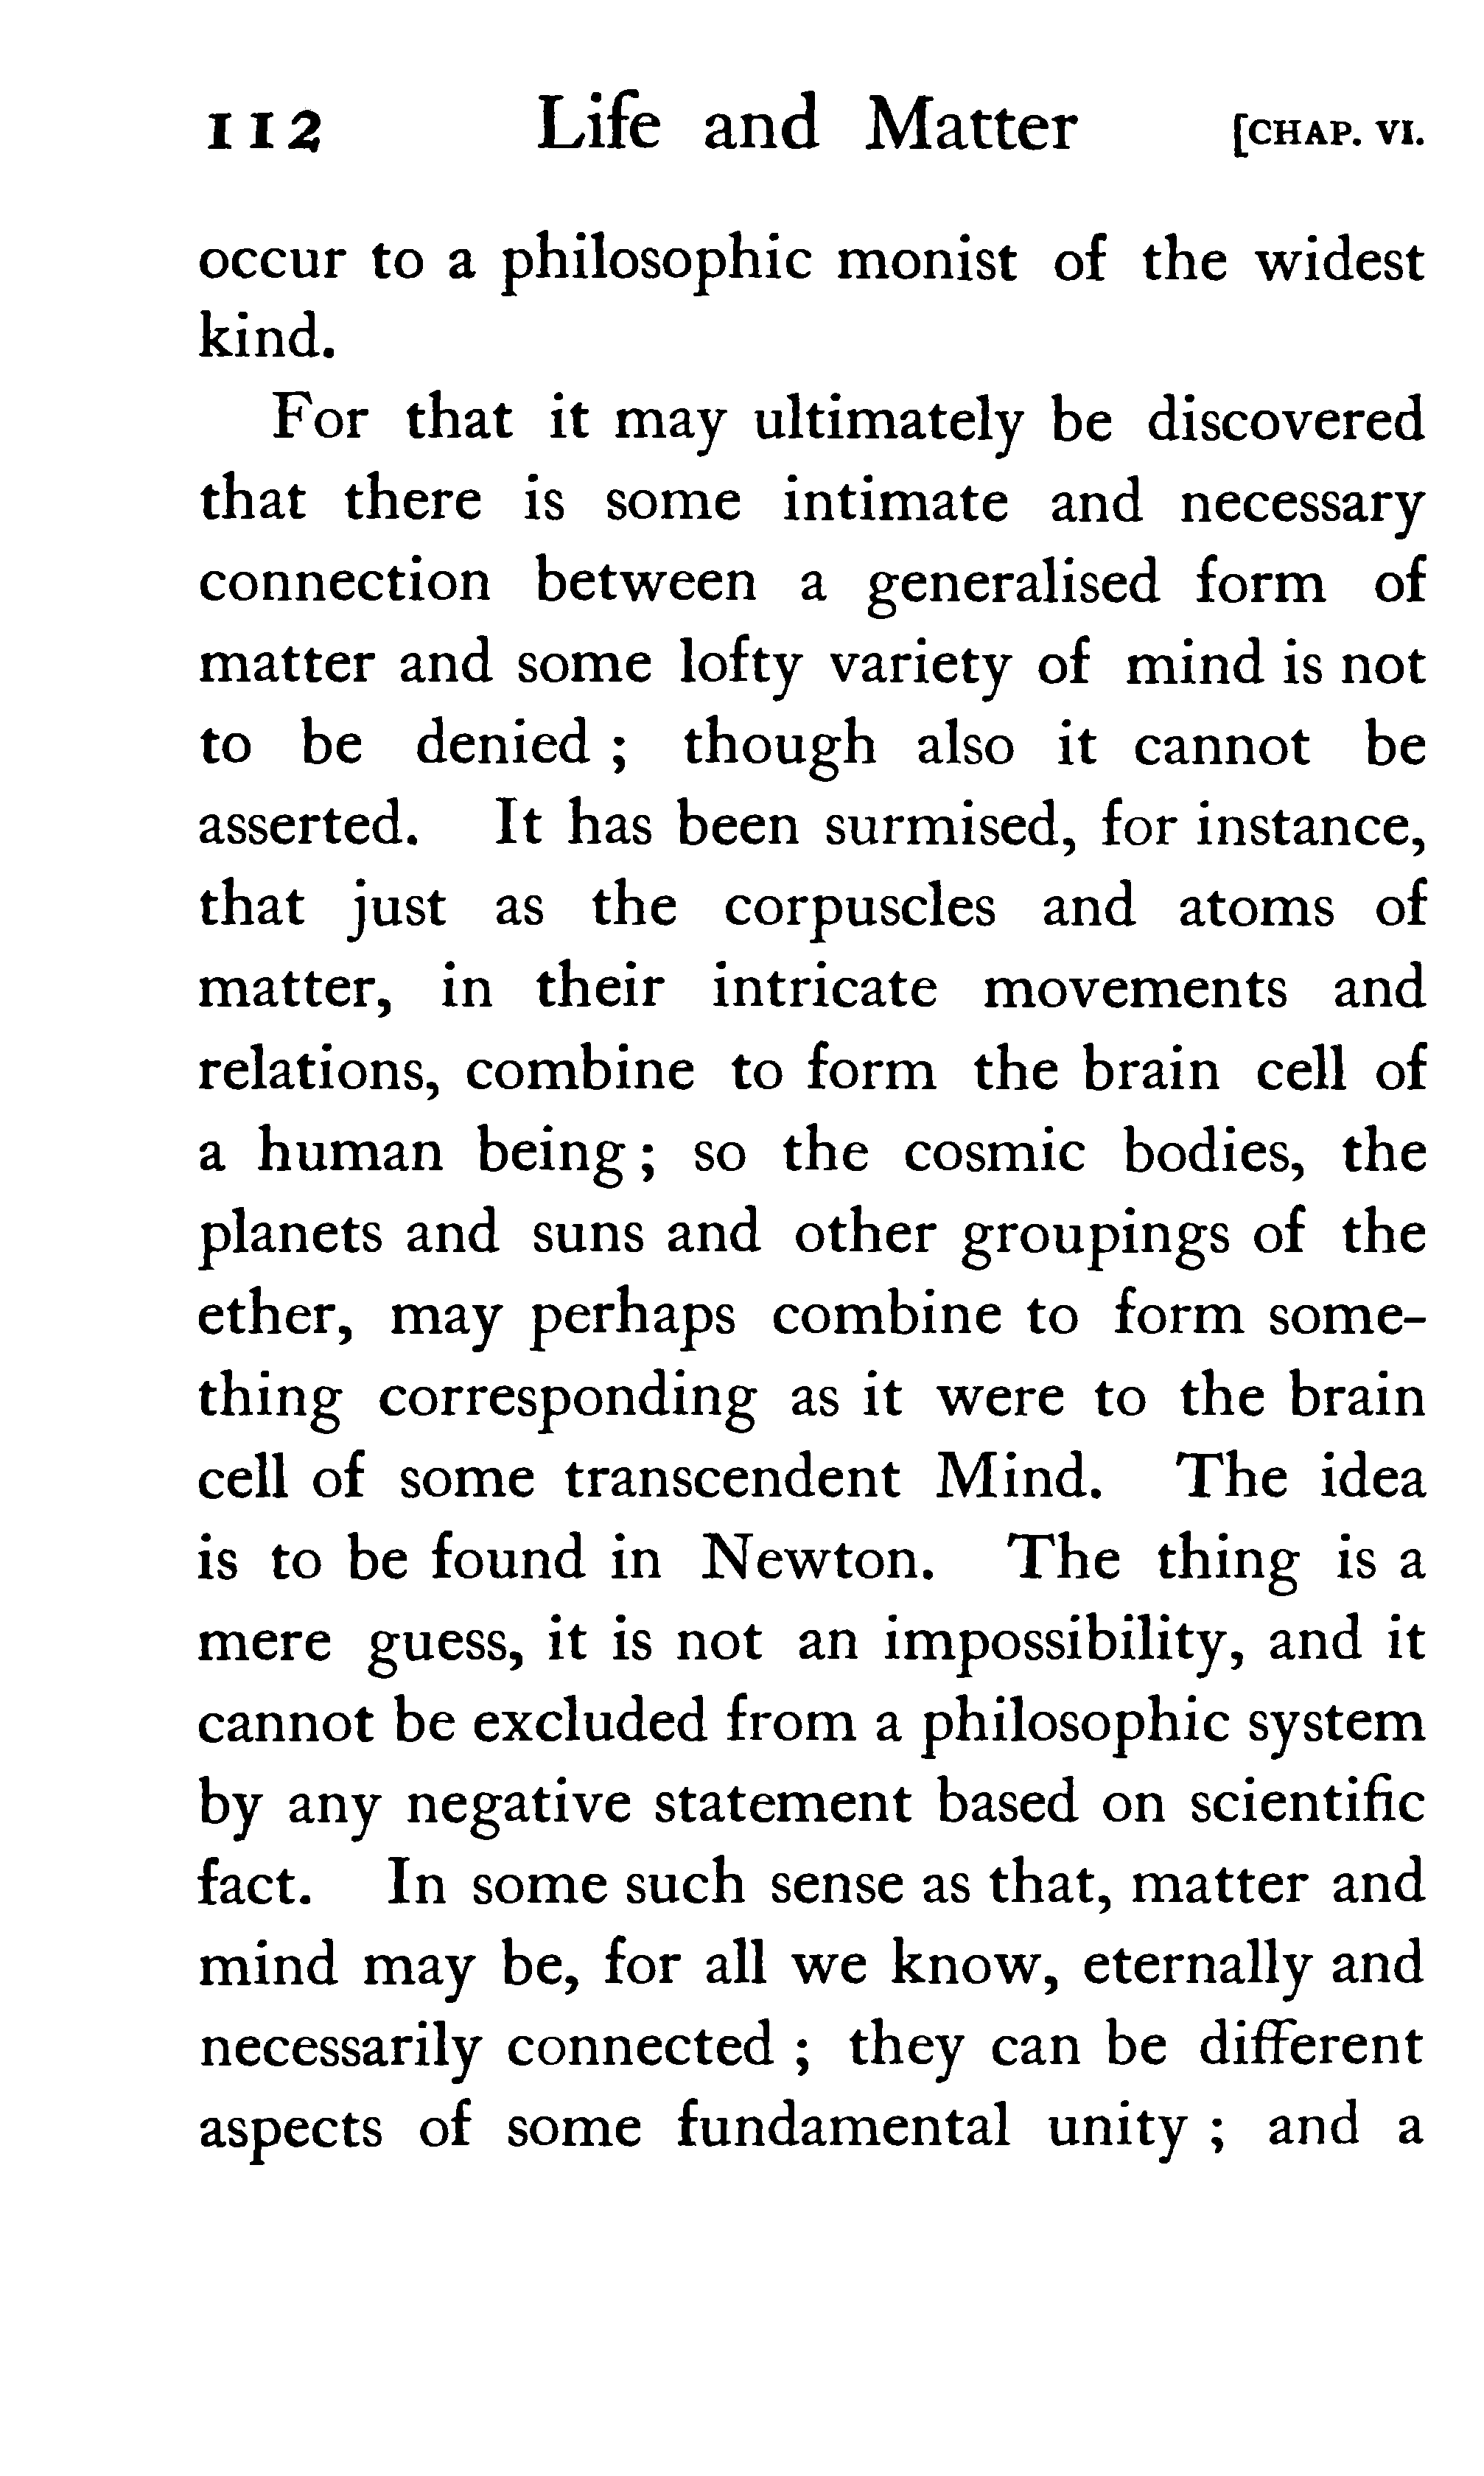 112 Life and Matter [CHAP. VI.
occur to a philosophic monist of the widest
kind.
For that it may ultimately be discovered
that there is some intimate and necessary
connection between a generalised form of
matter and some lofty variety of mind is not
to be denied ; though also it cannot be
asserted. It has been surmised, for instance,
that just as the corpuscles and atoms of
matter, in their intricate movements and
relations, combine to form the brain cell of
a human being ; so the cosmic bodies, the
planets and suns and other groupings of the
ether, may perhaps combine to form some-
thing corresponding as it were to the brain
cell of some transcendent Mind. The idea
is to be found in Newton. The thing is a
mere guess, it is not an impossibility, and it
cannot be excluded from a philosophic system
by any negative statement based on scientific
fact. In some such sense as that, matter and
mind may be, for all we know, eternally and
necessarily connected ; they can be different
aspects of some fundamental unity ; and a